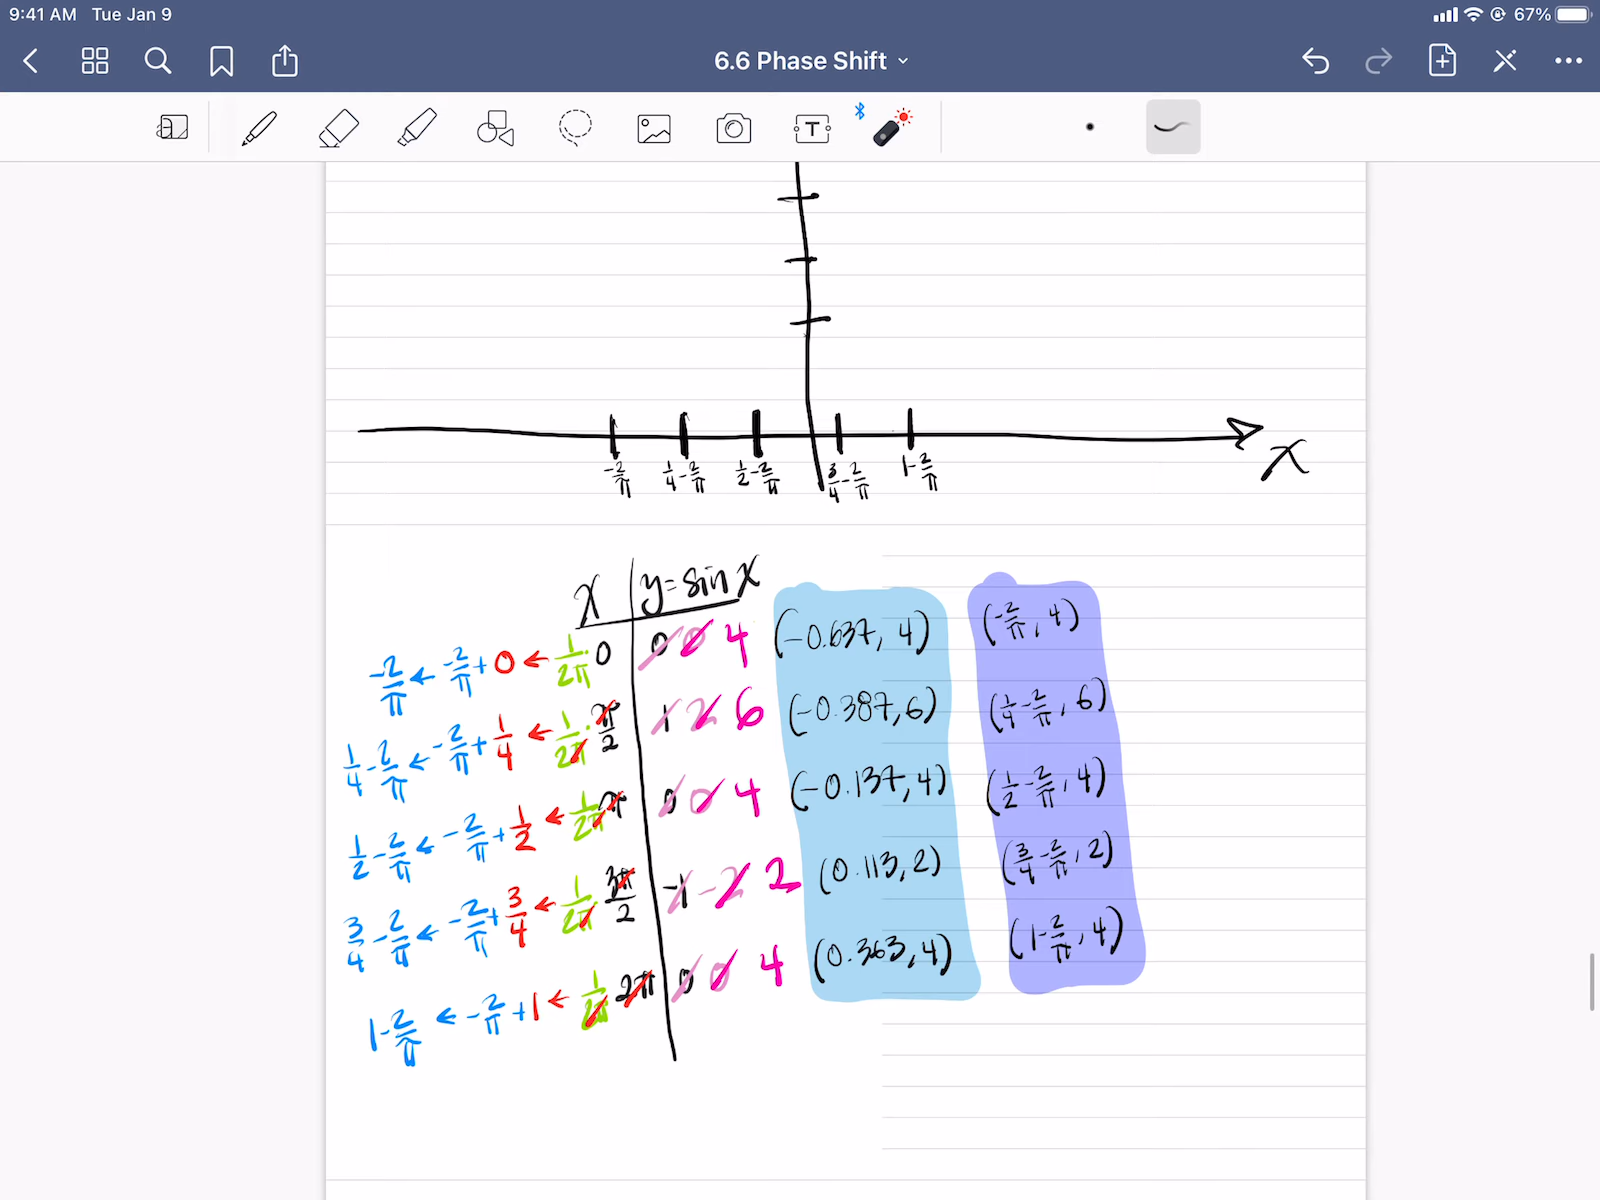 9:41 AM Tue Jan 9
67%
6.6 Phase Shift
T
-2/π 1/4-2/π 1/2-2/π 3/4-2/π 1-2/π
x
x y=sin x
-2/π ← -2/π+0 ← 1/2π·0 0 0 4 (-0.637, 4) (-2/π, 4)
1/4-2/π ← -2/π+1/4 ← 1/2π·π/2 1 2 6 (-0.387,6) (1/4-2/π, 6)
1/2-2/π ← -2/π+1/2 ← 1/2π π 0 0 4 (-0.137,4) (1/2-2/π, 4)
3/4-2/π ← -2/π+3/4 ← 1/2π 3π/2 -1 -2 2 (0.113,2) (3/4-2/π, 2)
1-2/π ← -2/π+1 ← 1/2π 2π 0 0 4 (0.363,4) (1-2/π, 4)